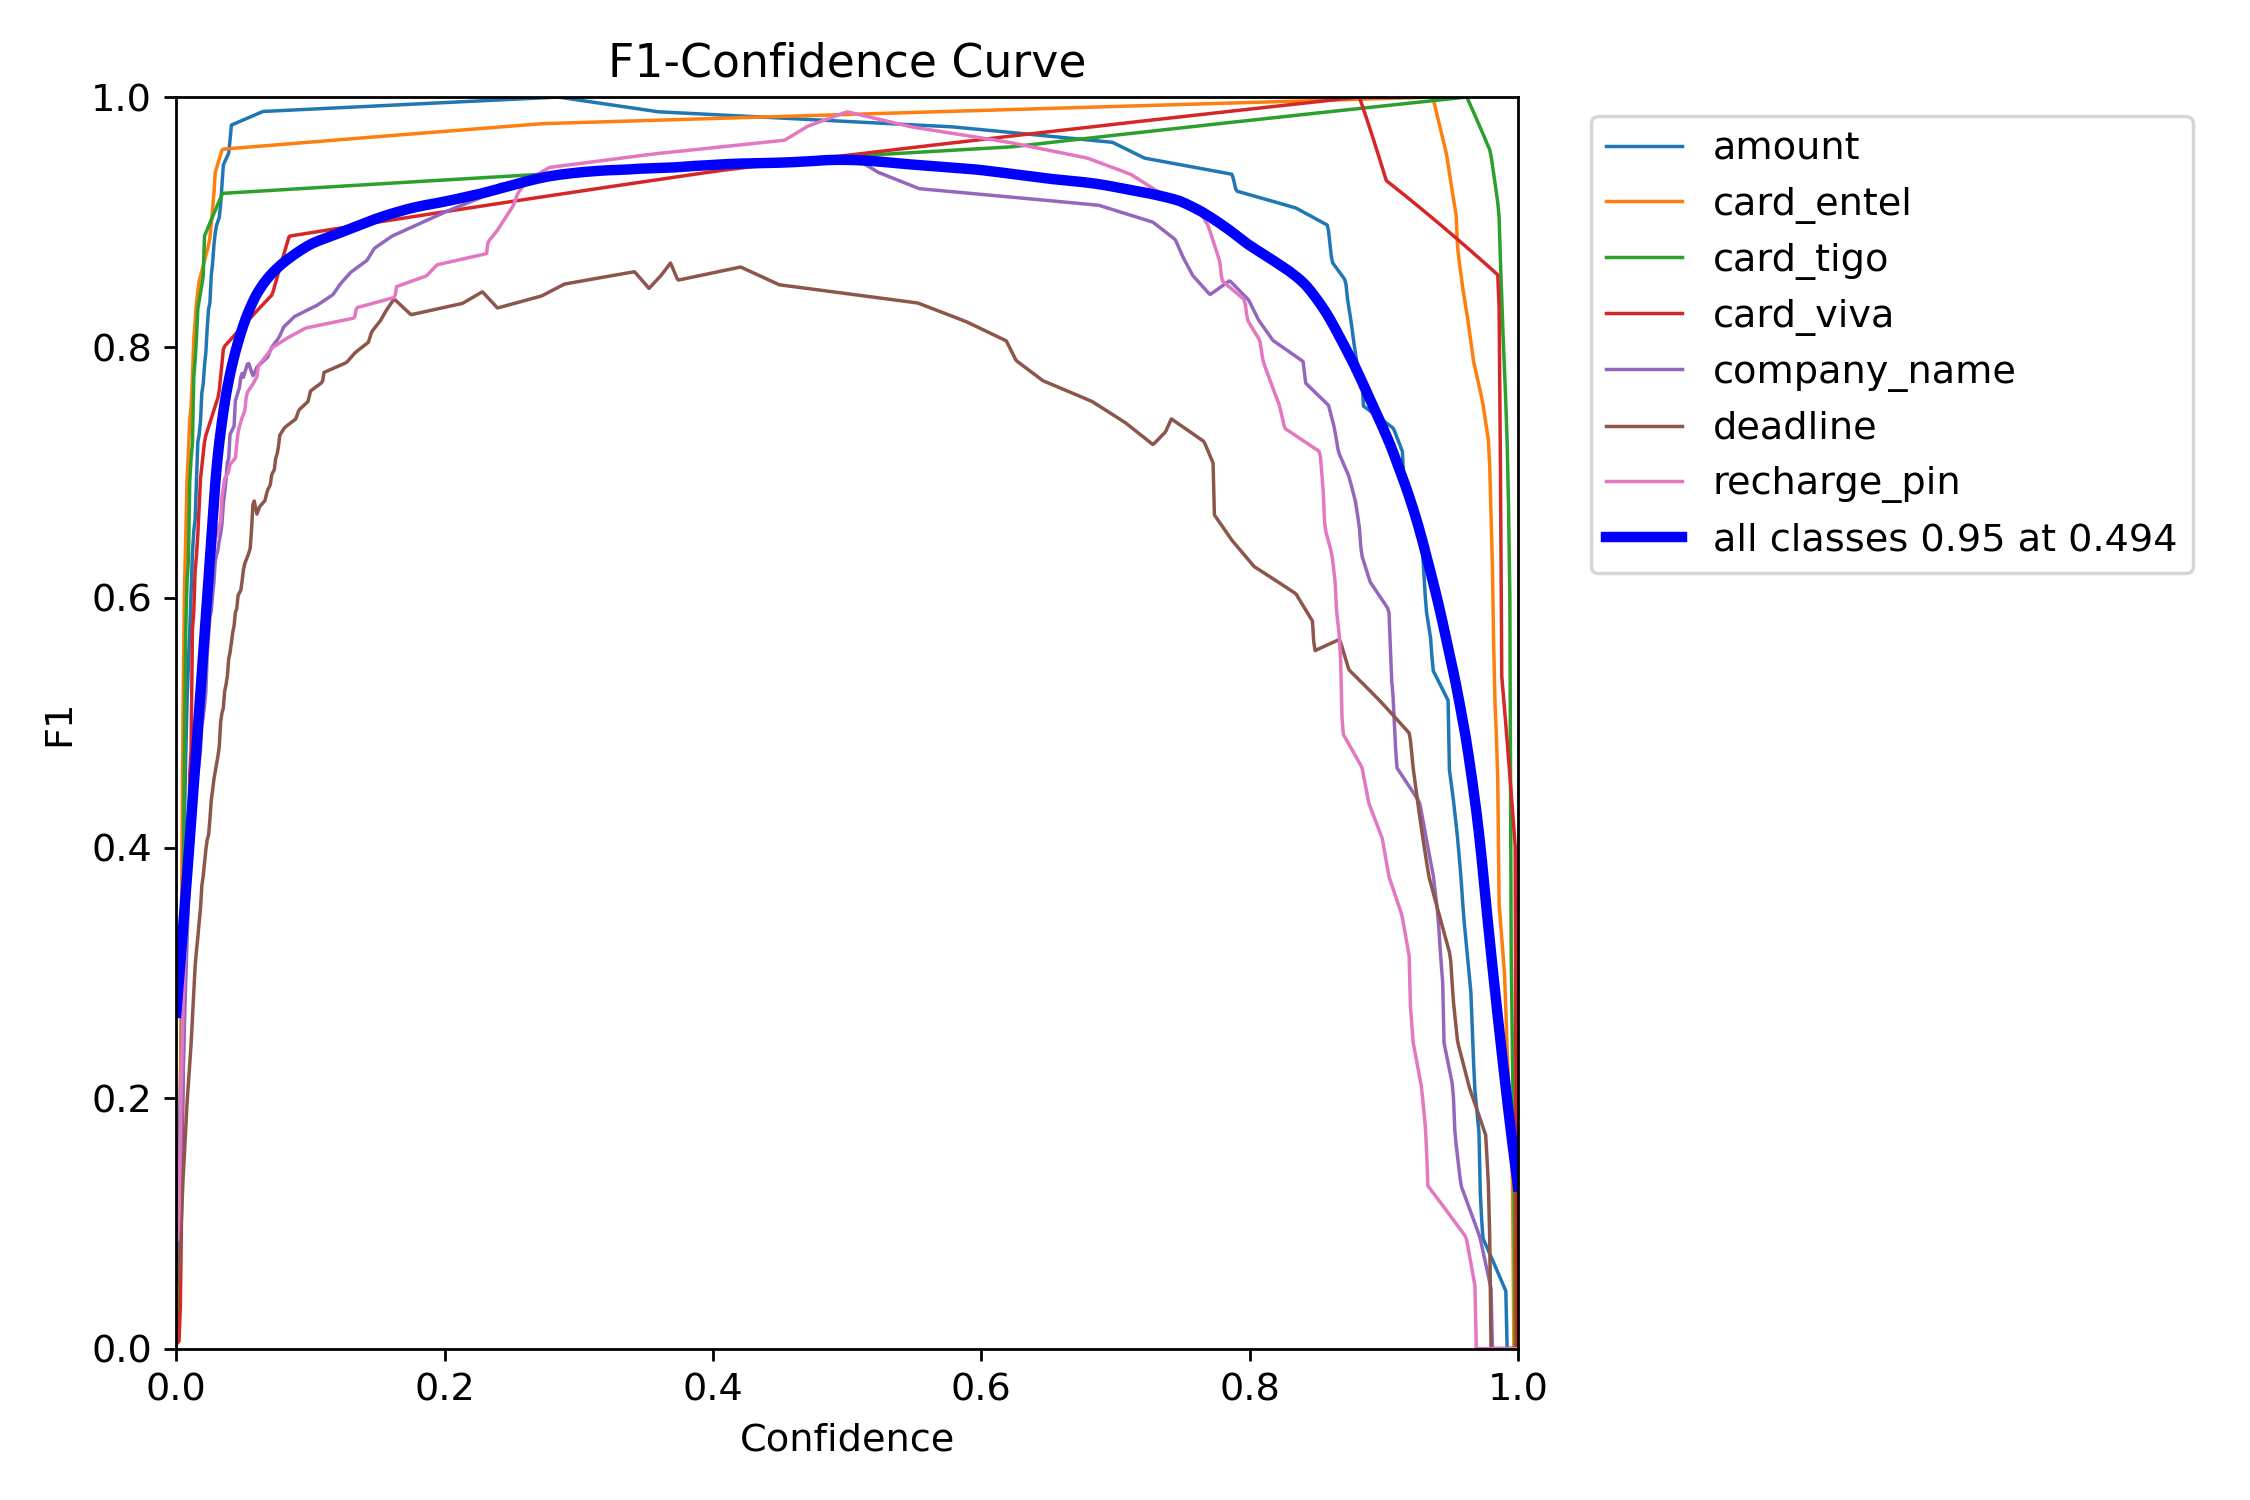 F1-Confidence Curve
1.0
0.8
0.6
0.4
0.2
0.0
F1
0.0 0.2 0.4 0.6 0.8 1.0
Confidence
amount
card_entel
card_tigo
card_viva
company_name
deadline
recharge_pin
all classes 0.95 at 0.494